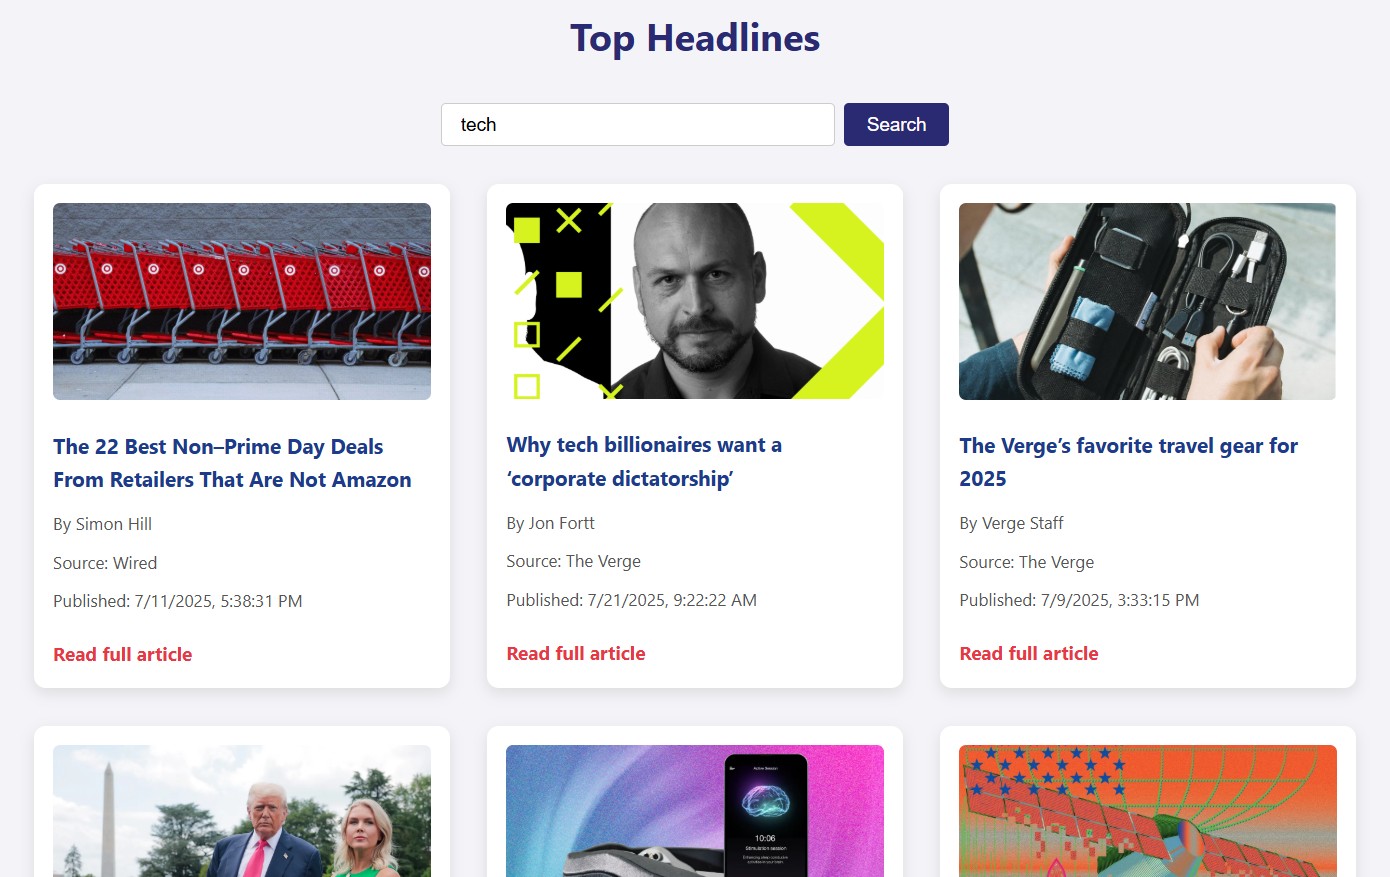 Top Headlines
tech
Search
The 22 Best Non–Prime Day Deals
From Retailers That Are Not Amazon
By Simon Hill
Source: Wired
Published: 7/11/2025, 5:38:31 PM
Read full article
Why tech billionaires want a
‘corporate dictatorship’
By Jon Fortt
Source: The Verge
Published: 7/21/2025, 9:22:22 AM
Read full article
The Verge’s favorite travel gear for
2025
By Verge Staff
Source: The Verge
Published: 7/9/2025, 3:33:15 PM
Read full article
Active Session
10:06
Stimulation session